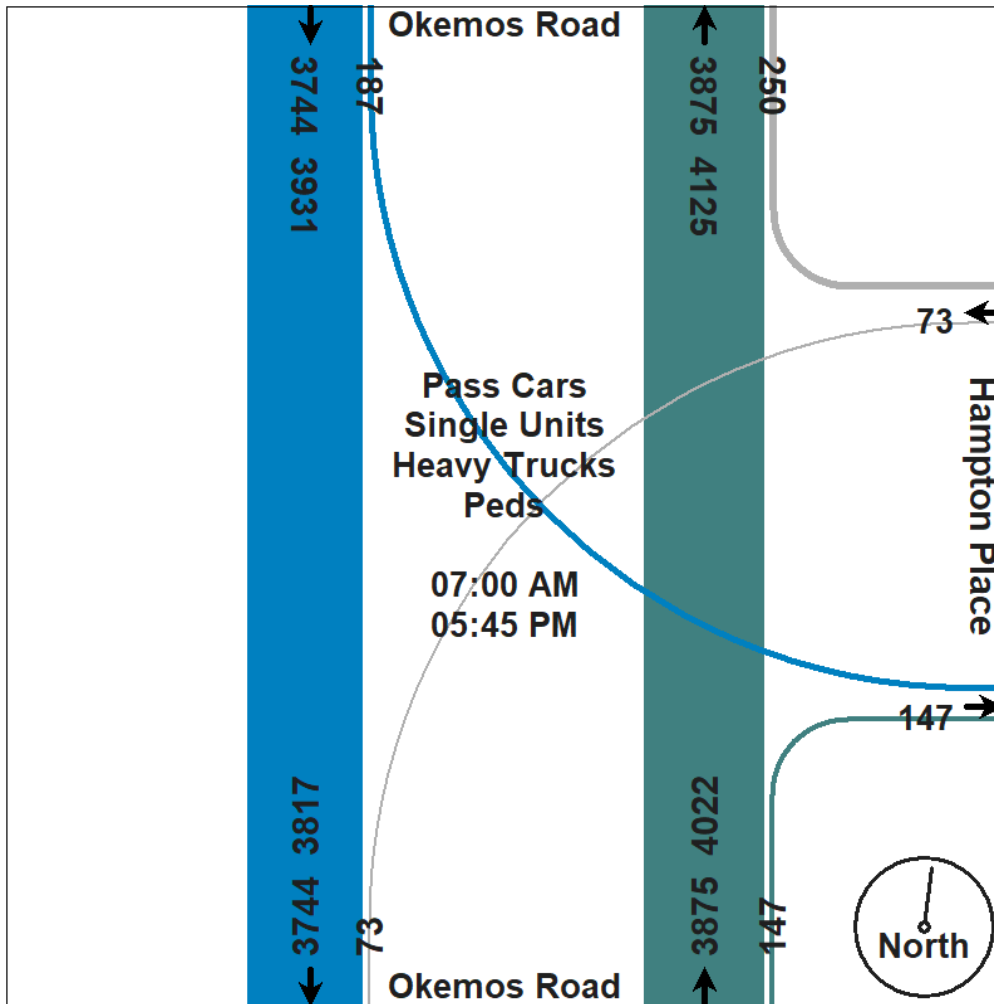 Okemos Road
3744 3931
187
3875 4125
250
73
Pass Cars
Single Units
Heavy Trucks
Peds
Hampton Place
07:00 AM
05:45 PM
147
3744 3817
73
3875 4022
147
North
Okemos Road